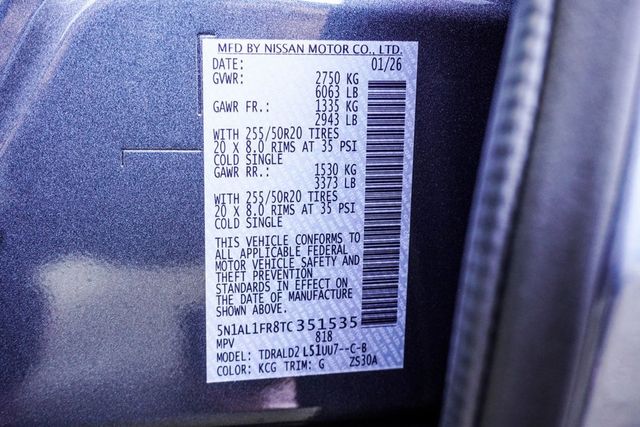 MFD BY NISSAN MOTOR CO., LTD.
DATE: 01/26
GVWR: 2750 KG
6063 LB
GAWR FR.: 1335 KG
2943 LB
WITH 255/50R20 TIRES
20 X 8.0 RIMS AT 35 PSI
COLD SINGLE
GAWR RR.: 1530 KG
3373 LB
WITH 255/50R20 TIRES
20 X 8.0 RIMS AT 35 PSI
COLD SINGLE
THIS VEHICLE CONFORMS TO
ALL APPLICABLE FEDERAL
MOTOR VEHICLE SAFETY AND
THEFT PREVENTION
STANDARDS IN EFFECT ON
THE DATE OF MANUFACTURE
SHOWN ABOVE.
5N1AL1FR8TC351535
MPV 818
MODEL: TDRALD2 L51UU7--C-B
COLOR: KCG TRIM: G ZS30A